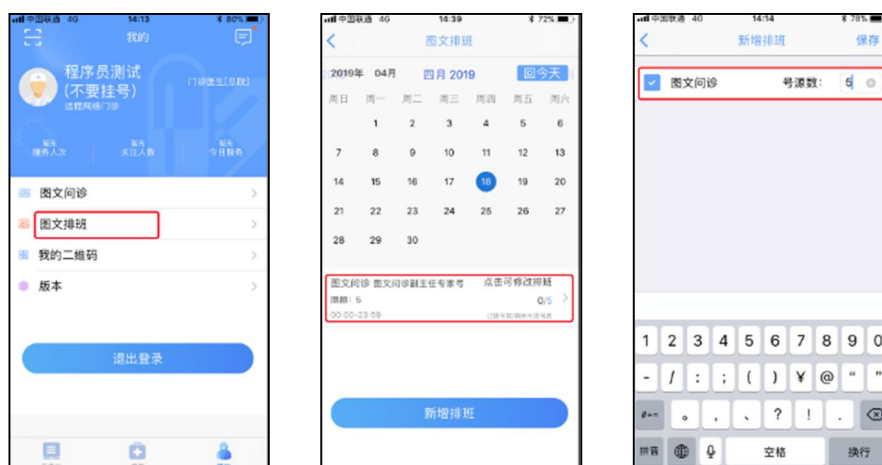 中国联通 4G 14:13 80%
我的
程序员测试
(不要挂号)
门诊医生[总院]
远程网络门诊
暂无 暂无 暂无
服务人次 关注人数 今日服务
图文问诊
图文排班
我的二维码
版本
退出登录
中国联通 4G 14:39 72%
图文排班
2019年 04月 四月 2019 回今天
周日 周一 周二 周三 周四 周五 周六
1 2 3 4 5 6
7 8 9 10 11 12 13
14 15 16 17 18 19 20
21 22 23 24 25 26 27
28 29 30
图文问诊 图文问诊副主任专家号 点击可修改排班
限额: 5 0/5
00:00-23:59
新增排班
中国联通 4G 14:14 78%
新增排班 保存
图文问诊 号源数: 5
1 2 3 4 5 6 7 8 9 0
- / : ; ( ) ¥ @ “ ”
#+= 。 , 、 ? ! .
拼音 空格 换行